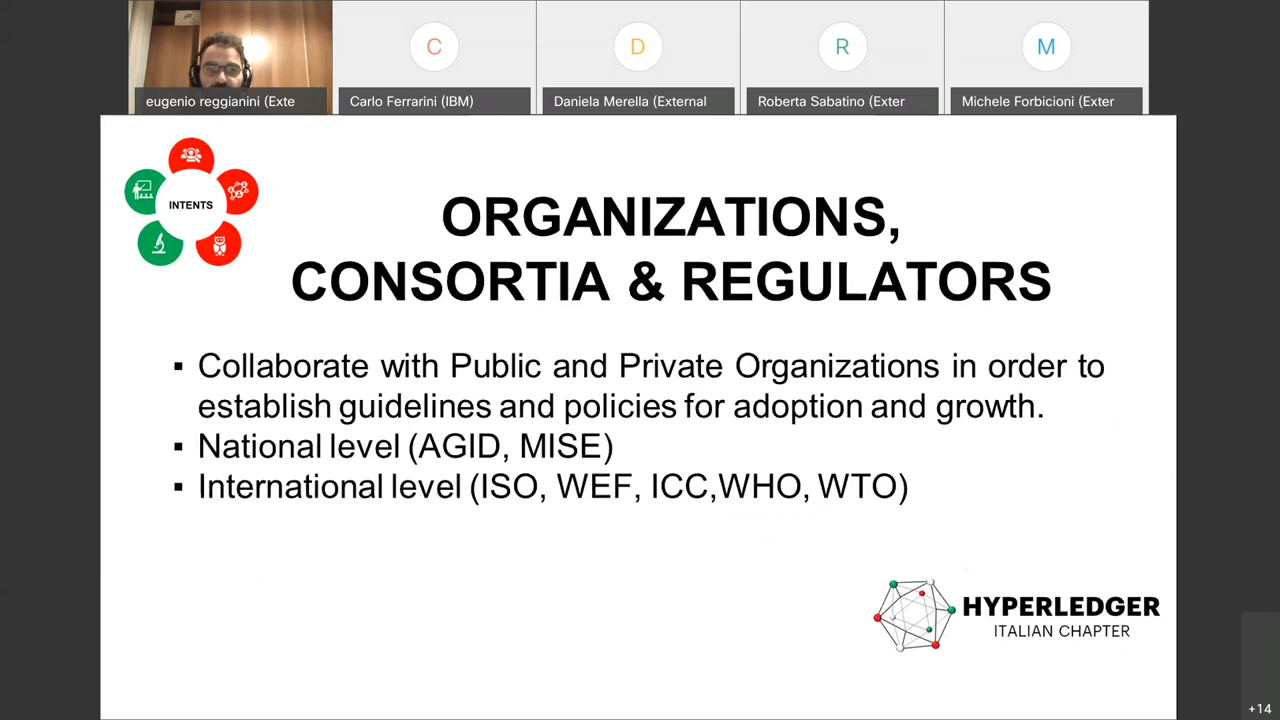 C
D
R
M
eugenio reggianini (Exte
Carlo Ferrarini (IBM)
Daniela Merella (External
Roberta Sabatino (Exter
Michele Forbicioni (Exter
INTENTS
ORGANIZATIONS,
CONSORTIA & REGULATORS
▪ Collaborate with Public and Private Organizations in order to
establish guidelines and policies for adoption and growth.
▪ National level (AGID, MISE)
▪ International level (ISO, WEF, ICC,WHO, WTO)
HYPERLEDGER
ITALIAN CHAPTER
+14